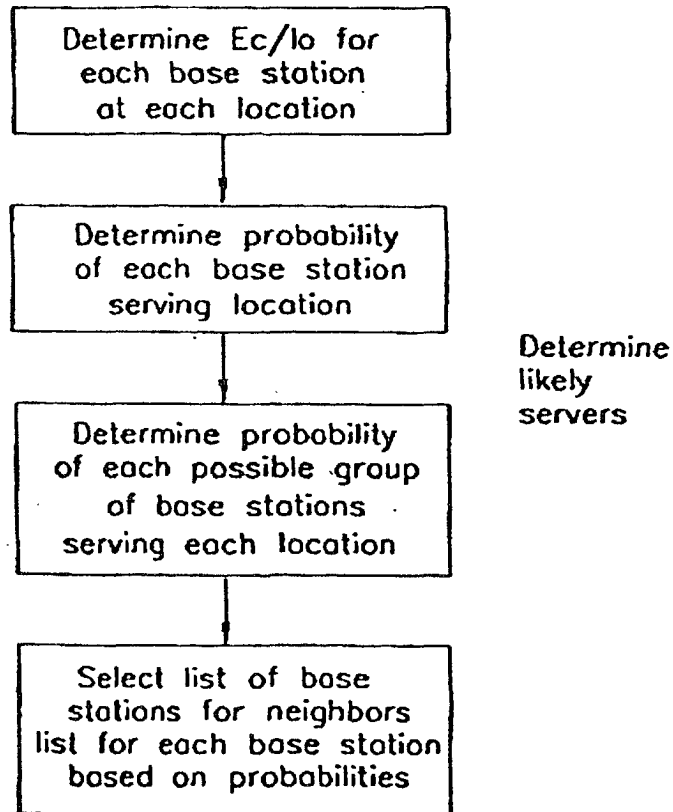 Determine Ec/Io for
each base station
at each location
Determine probability
of each base station
serving location
Determine
likely
servers
Determine probability
of each possible group
of base stations
serving each location
Select list of base
stations for neighbors
list for each base station
based on probabilities